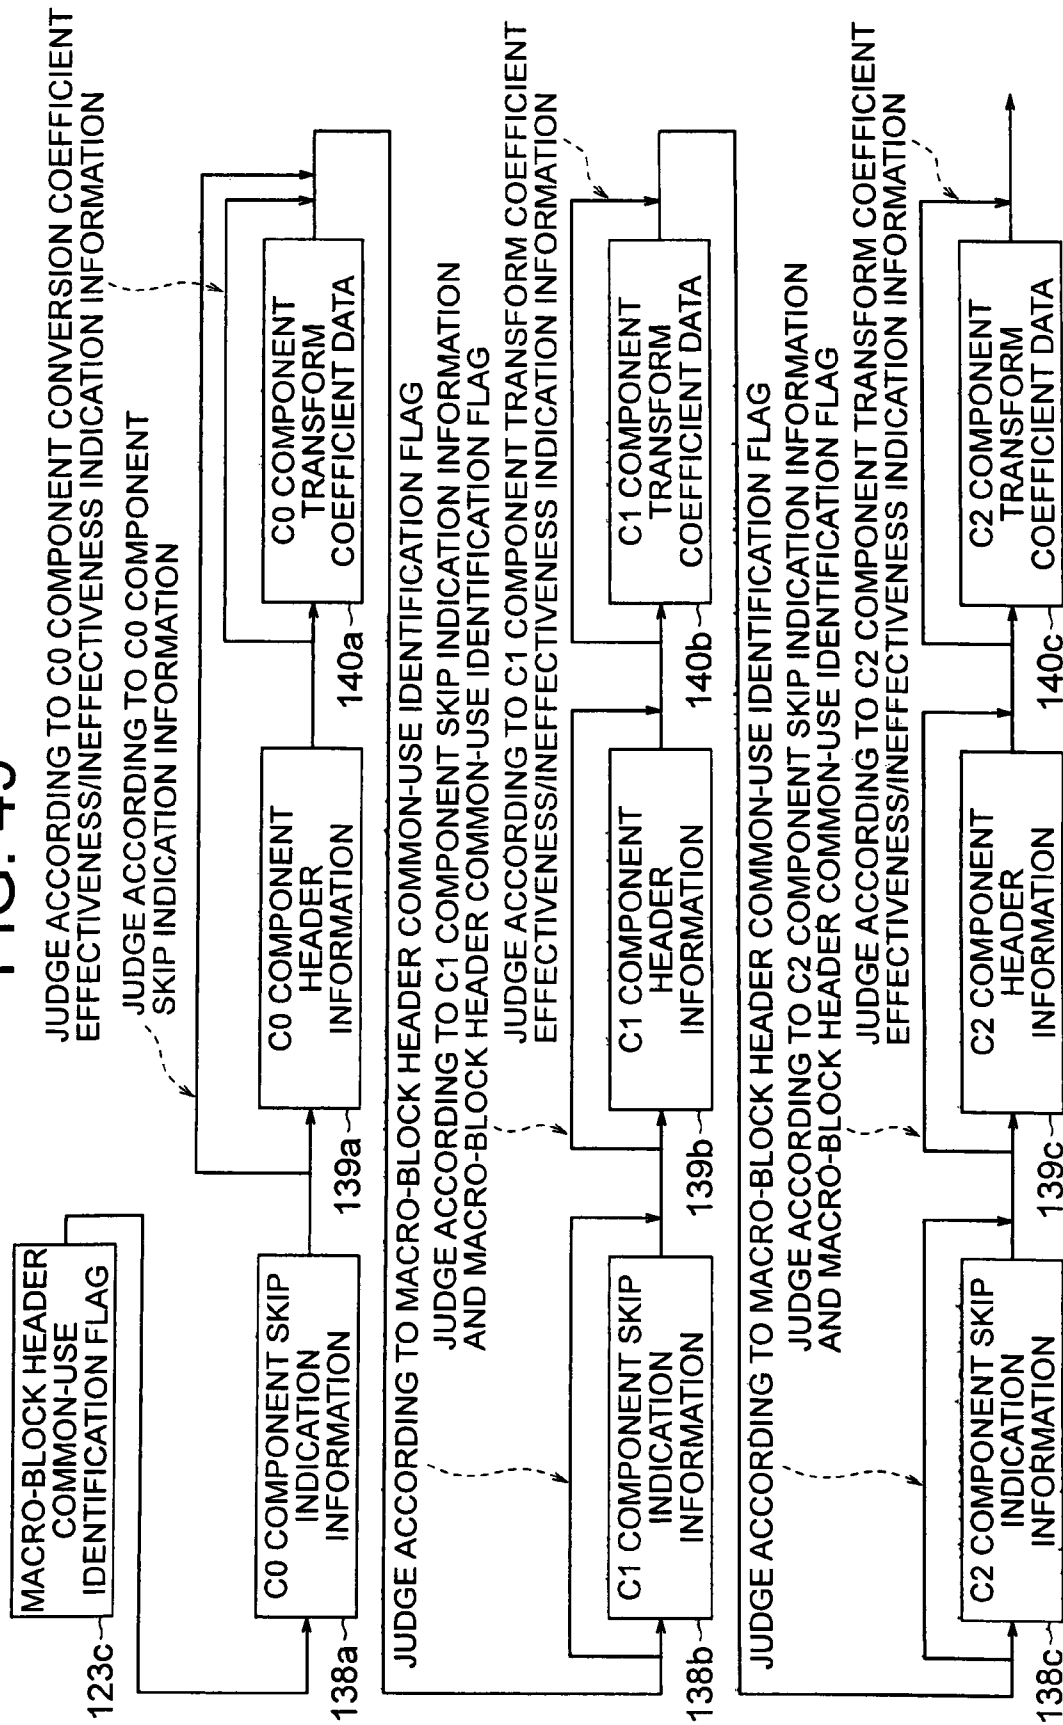 JUDGE ACCORDING TO C0 COMPONENT CONVERSION COEFFICIENT
EFFECTIVENESS/INEFFECTIVENESS INDICATION INFORMATION
JUDGE ACCORDING TO C0 COMPONENT
SKIP INDICATION INFORMATION
MACRO-BLOCK HEADER
COMMON-USE
IDENTIFICATION FLAG
123c
C0 COMPONENT SKIP
INDICATION
INFORMATION
138a
C0 COMPONENT
HEADER
INFORMATION
139a
C0 COMPONENT
TRANSFORM
COEFFICIENT DATA
140a
JUDGE ACCORDING TO MACRO-BLOCK HEADER COMMON-USE IDENTIFICATION FLAG
JUDGE ACCORDING TO C1 COMPONENT SKIP INDICATION INFORMATION
AND MACRO-BLOCK HEADER COMMON-USE IDENTIFICATION FLAG
JUDGE ACCORDING TO C1 COMPONENT TRANSFORM COEFFICIENT
EFFECTIVENESS/INEFFECTIVENESS INDICATION INFORMATION
C1 COMPONENT SKIP
INDICATION
INFORMATION
138b
C1 COMPONENT
HEADER
INFORMATION
139b
C1 COMPONENT
TRANSFORM
COEFFICIENT DATA
140b
JUDGE ACCORDING TO MACRO-BLOCK HEADER COMMON-USE IDENTIFICATION FLAG
JUDGE ACCORDING TO C2 COMPONENT SKIP INDICATION INFORMATION
AND MACRO-BLOCK HEADER COMMON-USE IDENTIFICATION FLAG
JUDGE ACCORDING TO C2 COMPONENT TRANSFORM COEFFICIENT
EFFECTIVENESS/INEFFECTIVENESS INDICATION INFORMATION
C2 COMPONENT SKIP
INDICATION
INFORMATION
138c
C2 COMPONENT
HEADER
INFORMATION
139c
C2 COMPONENT
TRANSFORM
COEFFICIENT DATA
140c